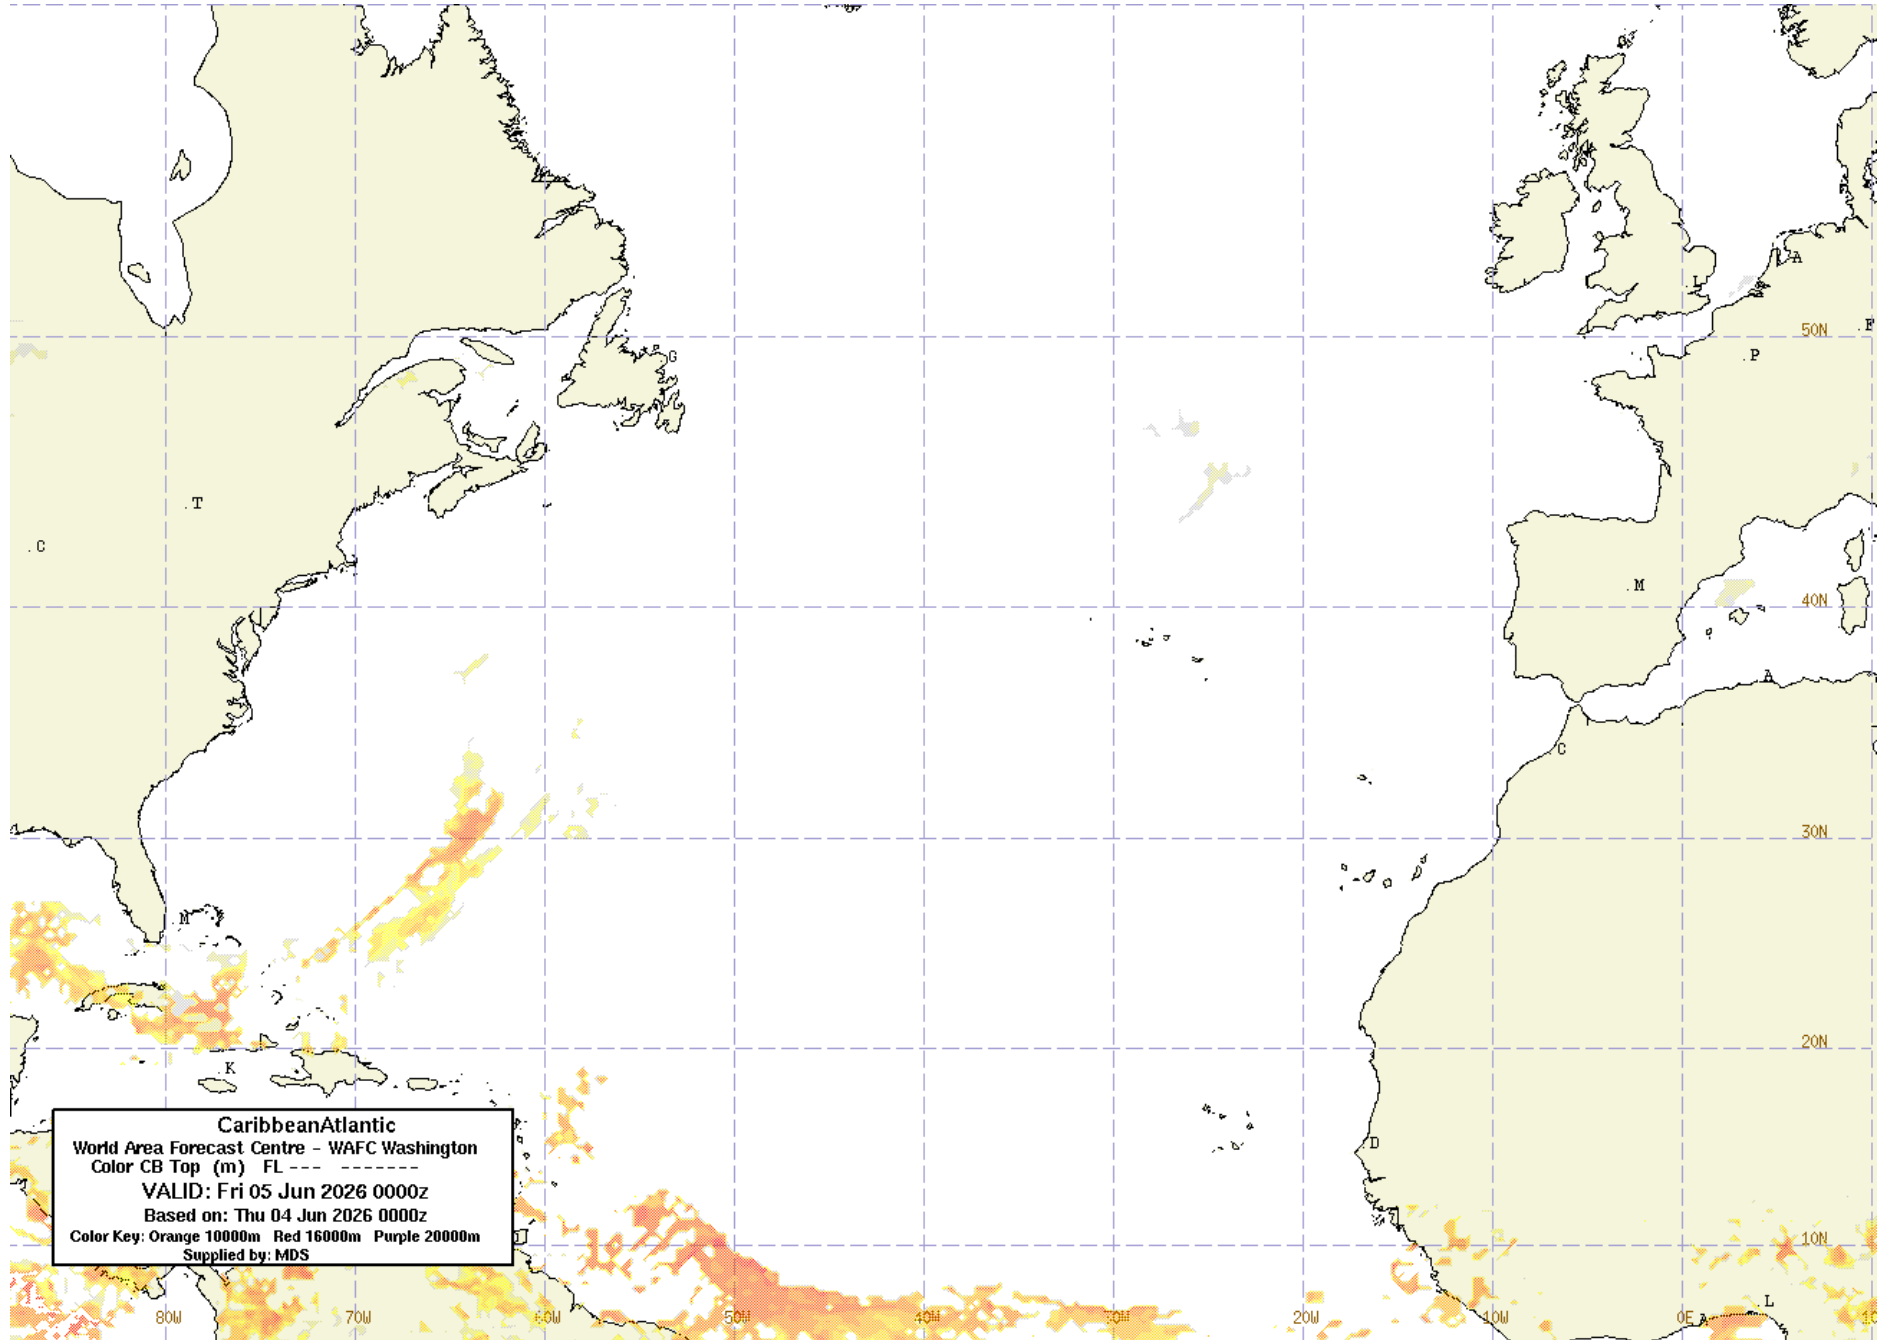 G
L
A
F
50N
P
G
T
C
M
40N
A
C
30N
M
20N
K
D
CaribbeanAtlantic
World Area Forecast Centre - WAFC Washington
Color CB Top (m) FL --- -------
VALID: Fri 05 Jun 2026 0000z
Based on: Thu 04 Jun 2026 0000z
Color Key: Orange 10000m Red 16000m Purple 20000m
Supplied by: MDS
10N
L
80W 70W 60W 50W 40W 30W 20W 10W 0E A 10